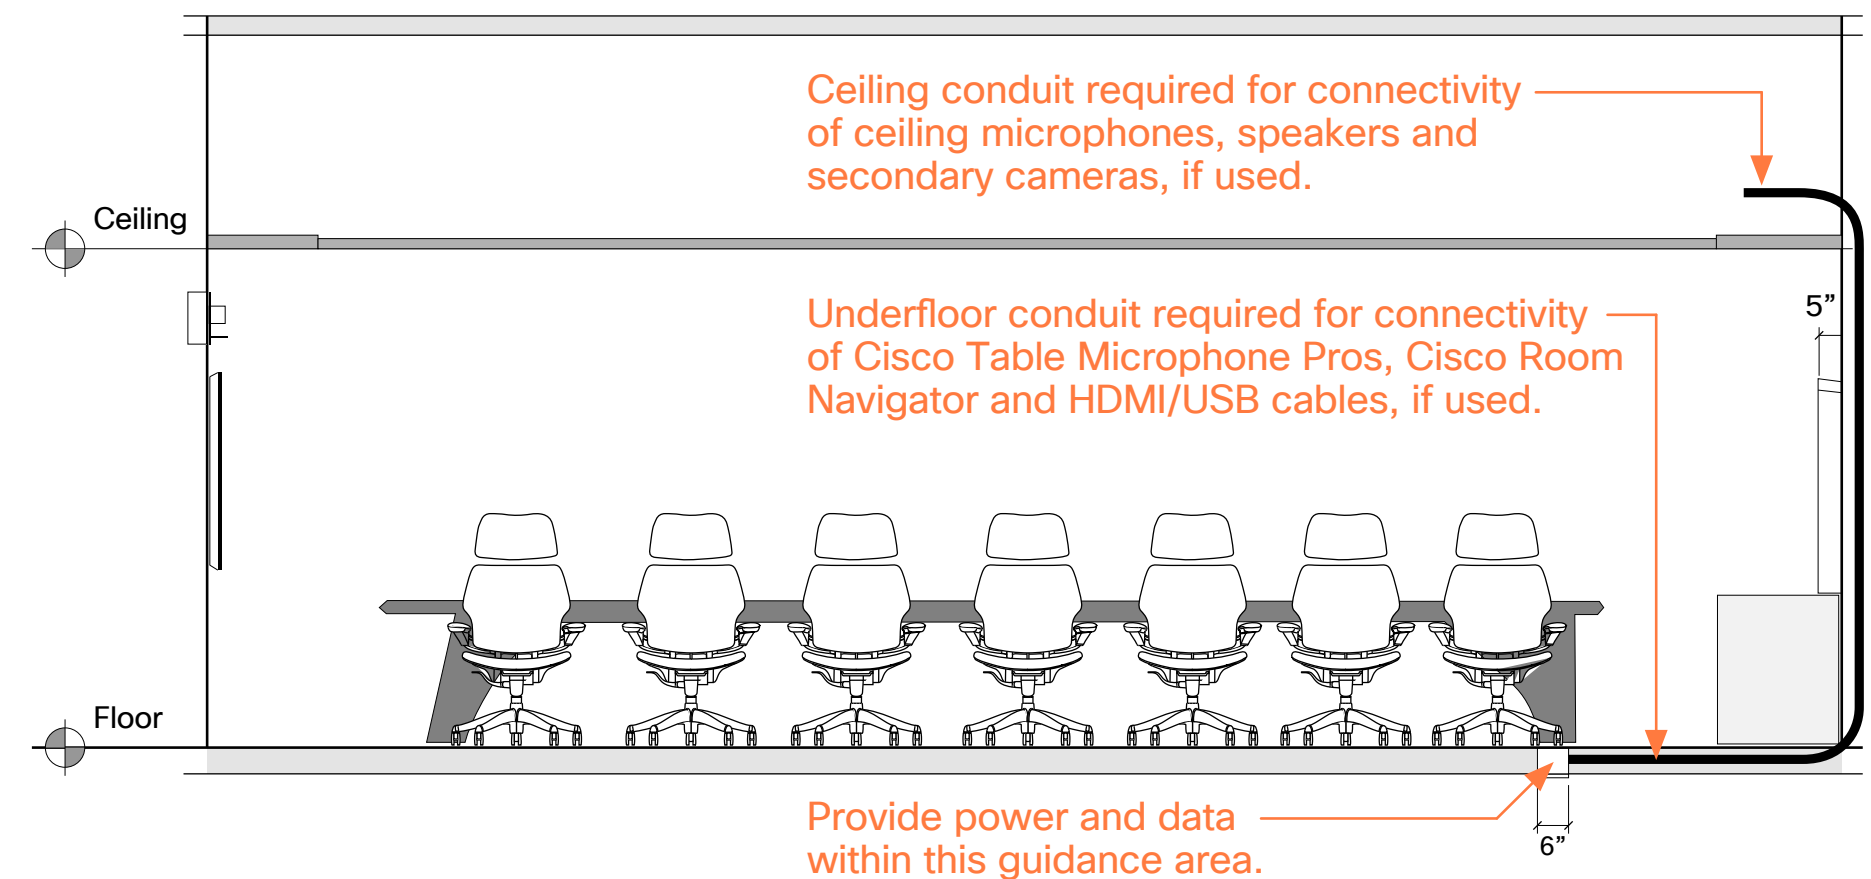 Ceiling conduit required for connectivity
of ceiling microphones, speakers and
secondary cameras, if used.
Ceiling
5”
Underfloor conduit required for connectivity
of Cisco Table Microphone Pros, Cisco Room
Navigator and HDMI/USB cables, if used.
Floor
Provide power and data
within this guidance area.
6”